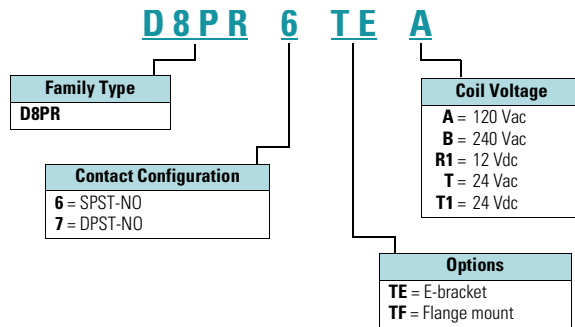 D8PR 6 TE A
Family Type
D8PR
Contact Configuration
6 = SPST-NO
7 = DPST-NO
Coil Voltage
A = 120 Vac
B = 240 Vac
R1 = 12 Vdc
T = 24 Vac
T1 = 24 Vdc
Options
TE = E-bracket
TF = Flange mount